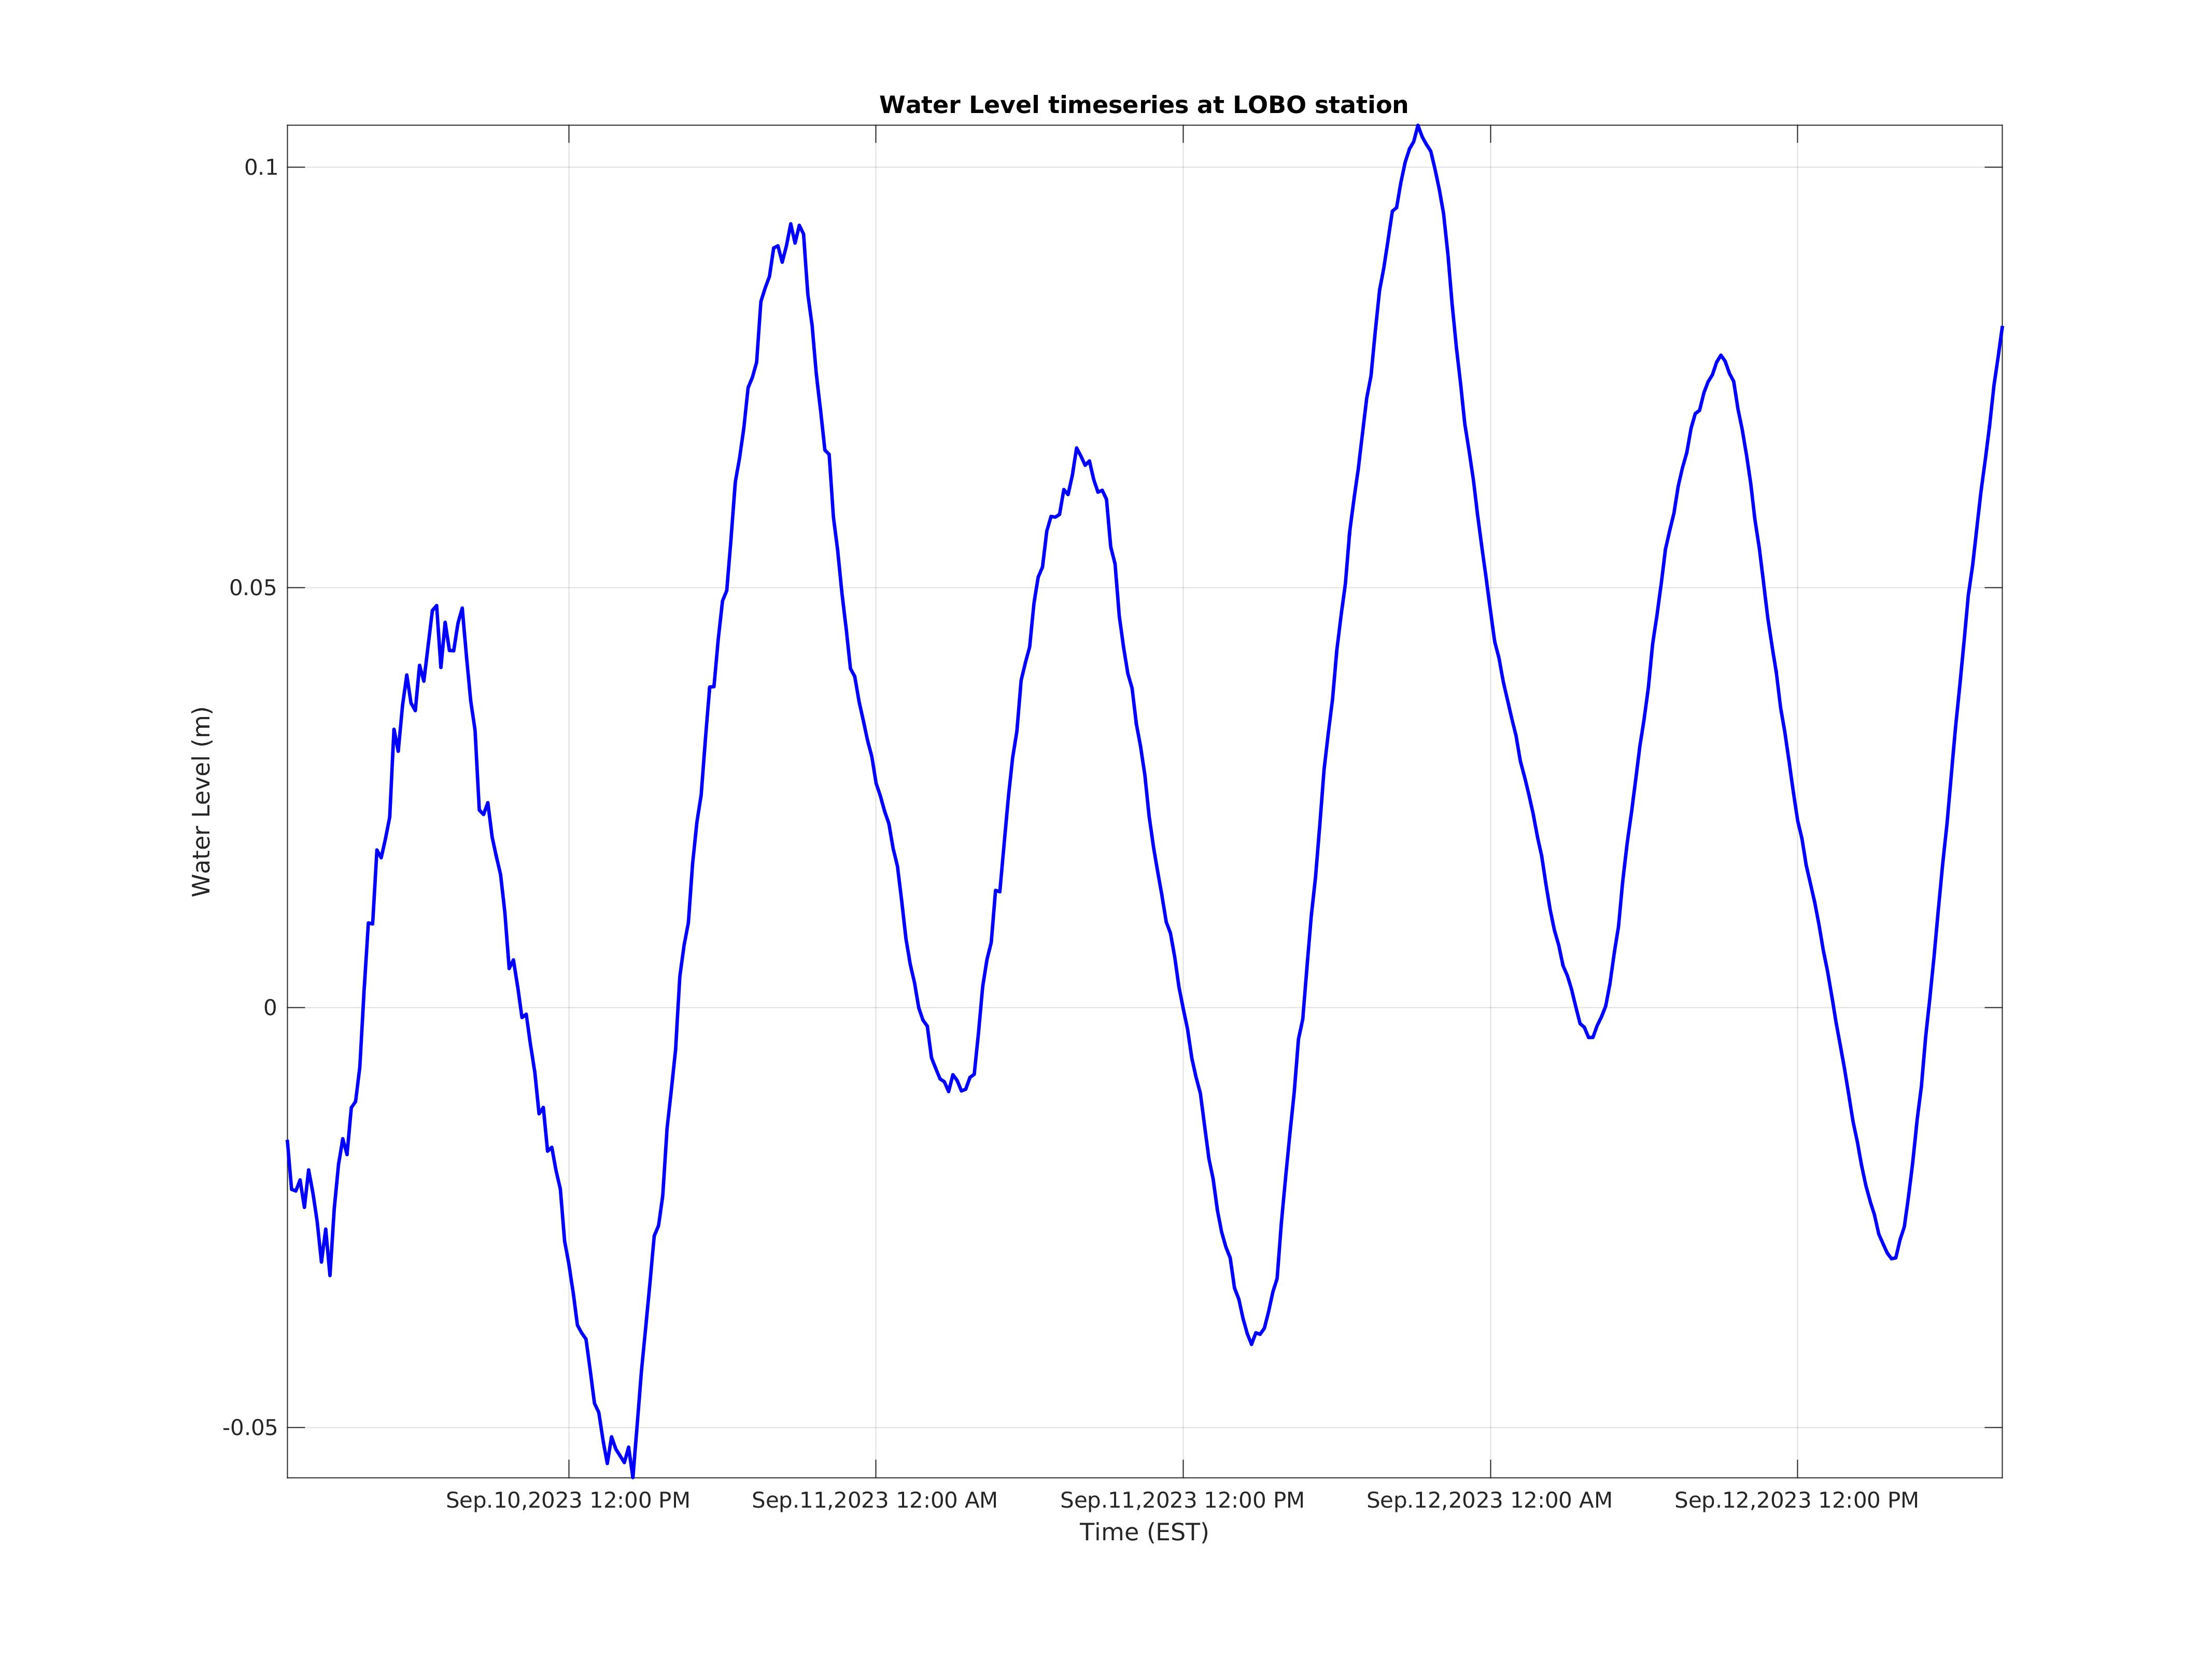 Water Level timeseries at LOBO station
0.1
0.05
0
-0.05
Water Level (m)
Sep.10,2023 12:00 PM
Sep.11,2023 12:00 AM
Sep.11,2023 12:00 PM
Sep.12,2023 12:00 AM
Sep.12,2023 12:00 PM
Time (EST)